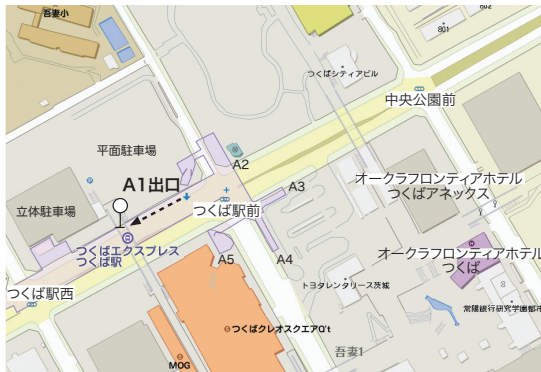 吾妻小
802
801
つくばシティアビル
中央公園前
平面駐車場
A2
A1出口
A3
オークラフロンティアホテル
つくばアネックス
立体駐車場
つくば駅前
つくばエクスプレス
つくば駅
A5
A4
オークラフロンティアホテル
つくば
つくば駅西
トヨタレンタリース茨城
常陽銀行研究学園都市
つくばクレオスクエアQ't
吾妻1
MOG